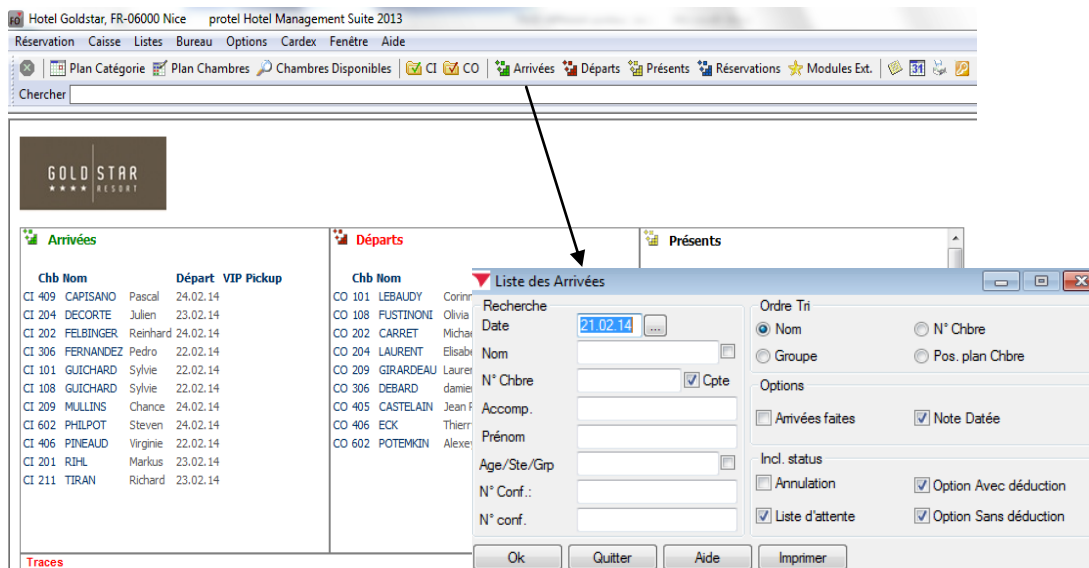 Hotel Goldstar, FR-06000 Nice protel Hotel Management Suite 2013
Réservation Caisse Listes Bureau Options Cardex Fenêtre Aide
Plan Catégorie Plan Chambres Chambres Disponibles CI CO Arrivées Départs Présents Réservations Modules Ext. 31
Chercher
GOLD STAR
RESORT
Arrivées
Chb Nom Départ VIP Pickup
CI 409 CAPISANO Pascal 24.02.14
CI 204 DECORTE Julien 23.02.14
CI 202 FELBINGER Reinhard 24.02.14
CI 306 FERNANDEZ Pedro 22.02.14
CI 101 GUICHARD Sylvie 22.02.14
CI 108 GUICHARD Sylvie 22.02.14
CI 209 MULLINS Chance 24.02.14
CI 602 PHILPOT Steven 24.02.14
CI 406 PINEAUD Virginie 22.02.14
CI 201 RIHL Markus 23.02.14
CI 211 TIRAN Richard 23.02.14
Traces
Départs
Chb Nom
CO 101 LEBAUDY Corinn
CO 108 FUSTINONI Olivia
CO 202 CARRET Michae
CO 204 LAURENT Elisabe
CO 209 GIRARDEAU Lauren
CO 306 DEBARD damie
CO 405 CASTELAIN Jean F
CO 406 ECK Thierr
CO 602 POTEMKIN Alexey
Présents
Liste des Arrivées
Recherche
Date 21.02.14 ...
Nom
N° Chbre Cpte
Accomp.
Prénom
Age/Ste/Grp
N° Conf.:
N° conf.
Ordre Tri
Nom N° Chbre
Groupe Pos. plan Chbre
Options
Arrivées faites Note Datée
Incl. status
Annulation Option Avec déduction
Liste d'attente Option Sans déduction
Ok Quitter Aide Imprimer